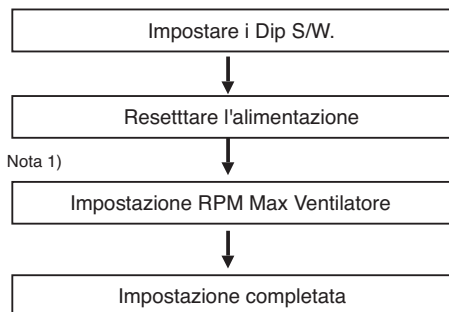 Impostare i Dip S/W.
Resetttare l'alimentazione
Nota 1)
Impostazione RPM Max Ventilatore
Impostazione completata